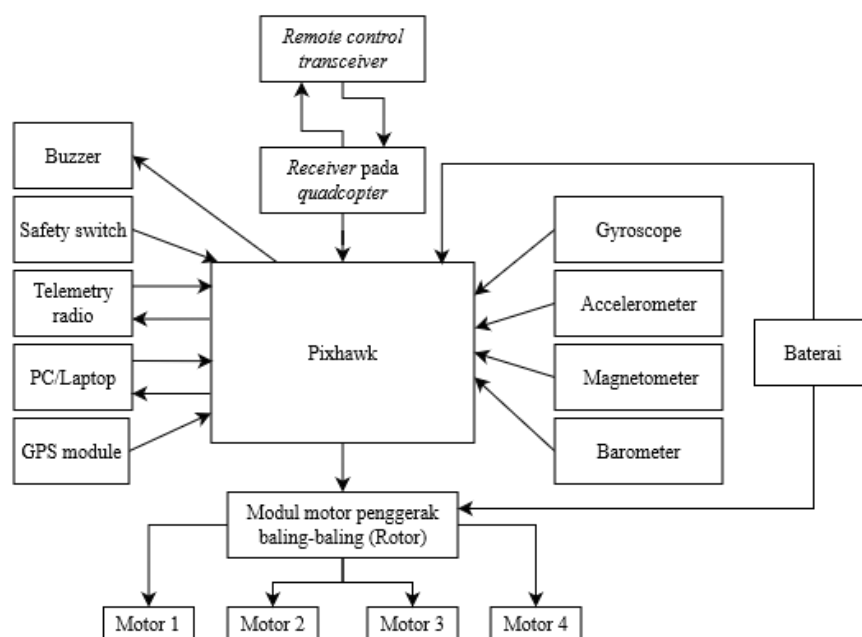 Remote control
transceiver
Buzzer
Receiver pada
quadcopter
Safety switch
Gyroscope
Telemetry
radio
Accelerometer
Pixhawk
Baterai
PC/Laptop
Magnetometer
GPS module
Barometer
Modul motor penggerak
baling-baling (Rotor)
Motor 1
Motor 2
Motor 3
Motor 4